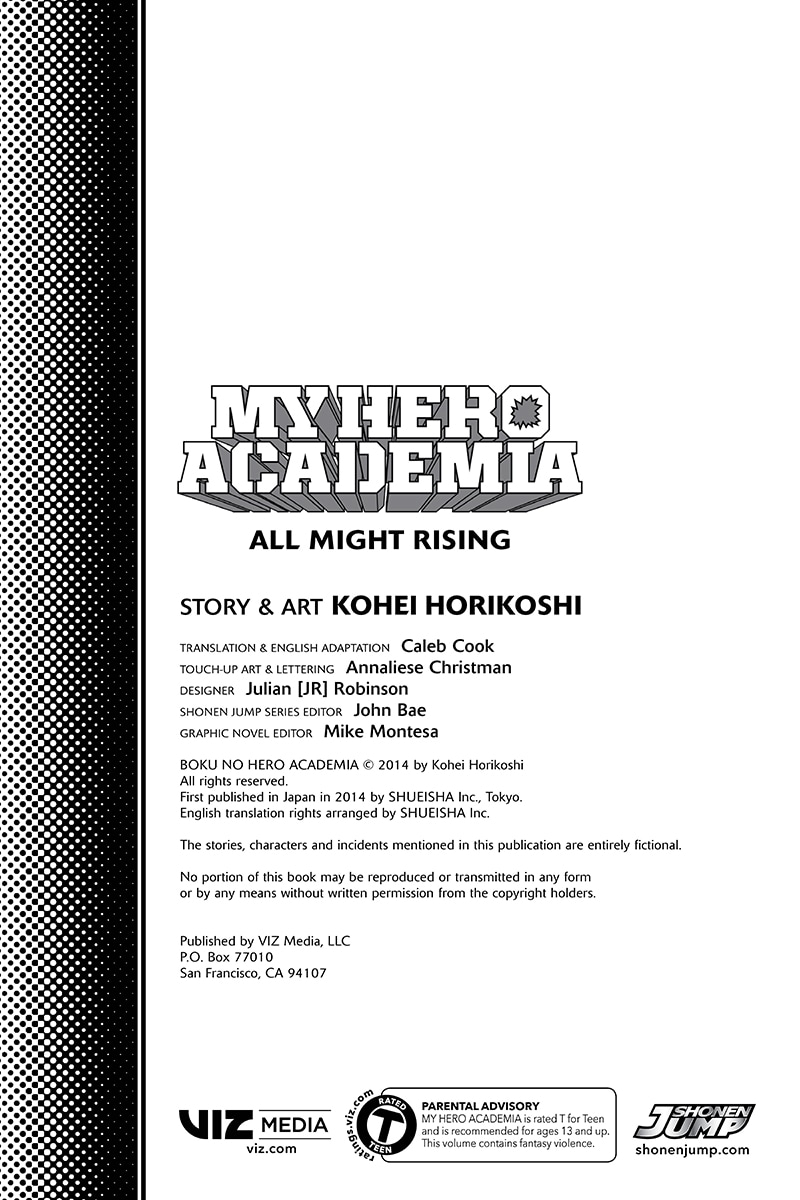 MY HERO
ACADEMIA
ALL MIGHT RISING
STORY & ART KOHEI HORIKOSHI
TRANSLATION & ENGLISH ADAPTATION Caleb Cook
TOUCH-UP ART & LETTERING Annaliese Christman
DESIGNER Julian [JR] Robinson
SHONEN JUMP SERIES EDITOR John Bae
GRAPHIC NOVEL EDITOR Mike Montesa
BOKU NO HERO ACADEMIA © 2014 by Kohei Horikoshi
All rights reserved.
First published in Japan in 2014 by SHUEISHA Inc., Tokyo.
English translation rights arranged by SHUEISHA Inc.
The stories, characters and incidents mentioned in this publication are entirely fictional.
No portion of this book may be reproduced or transmitted in any form
or by any means without written permission from the copyright holders.
Published by VIZ Media, LLC
P.O. Box 77010
San Francisco, CA 94107
VIZ MEDIA
viz.com
ratings.viz.com
RATED
T
TEEN
PARENTAL ADVISORY
MY HERO ACADEMIA is rated T for Teen
and is recommended for ages 13 and up.
This volume contains fantasy violence.
SHONEN
JUMP
shonenjump.com